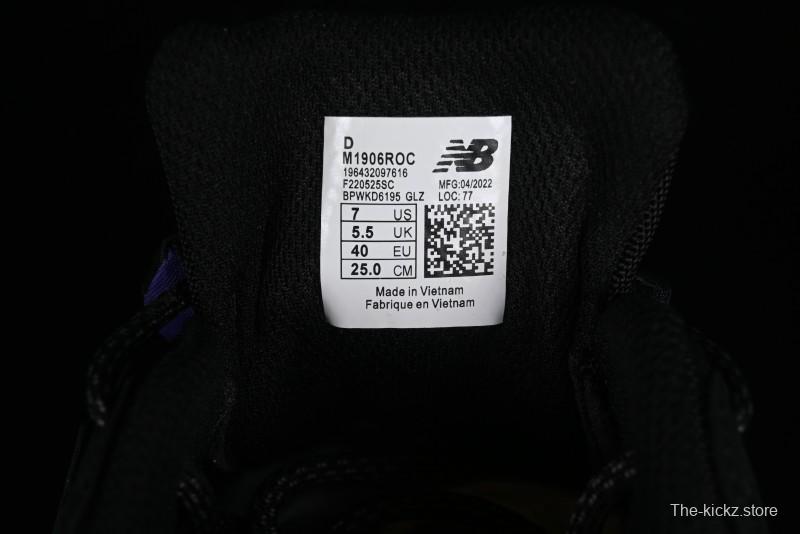 D
M1906ROC
196432097616
F220525SC
BPWKD6195 GLZ
NB
MFG:04/2022
LOC: 77
7 US
5.5 UK
40 EU
25.0 CM
Made in Vietnam
Fabrique en Vietnam
The-kickz.store